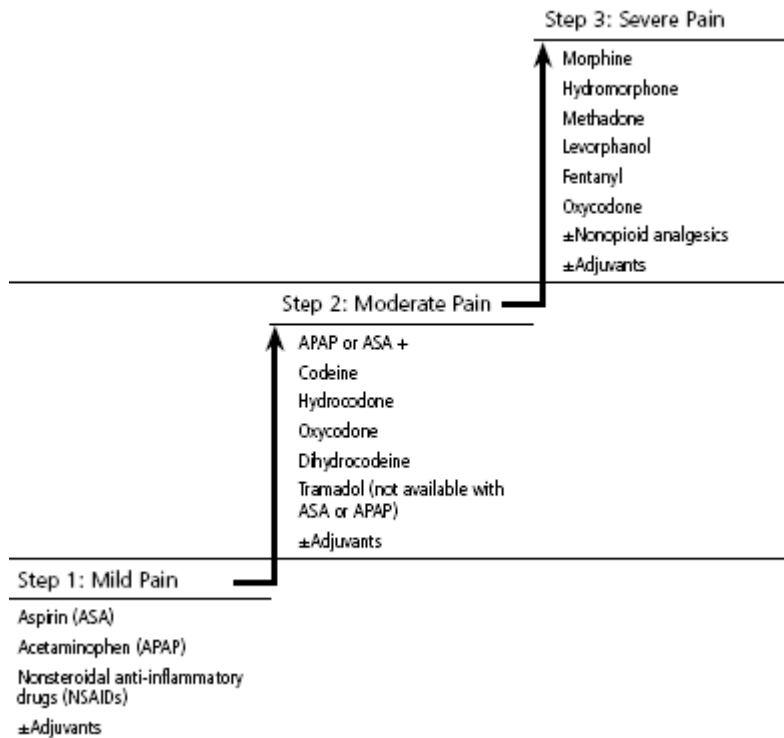 Step 3: Severe Pain
Morphine
Hydromorphone
Methadone
Levorphanol
Fentanyl
Oxycodone
±Nonopioid analgesics
±Adjuvants
Step 2: Moderate Pain
APAP or ASA +
Codeine
Hydrocodone
Oxycodone
Dihydrocodeine
Tramadol (not available with
ASA or APAP)
±Adjuvants
Step 1: Mild Pain
Aspirin (ASA)
Acetaminophen (APAP)
Nonsteroidal anti-inflammatory
drugs (NSAIDs)
±Adjuvants